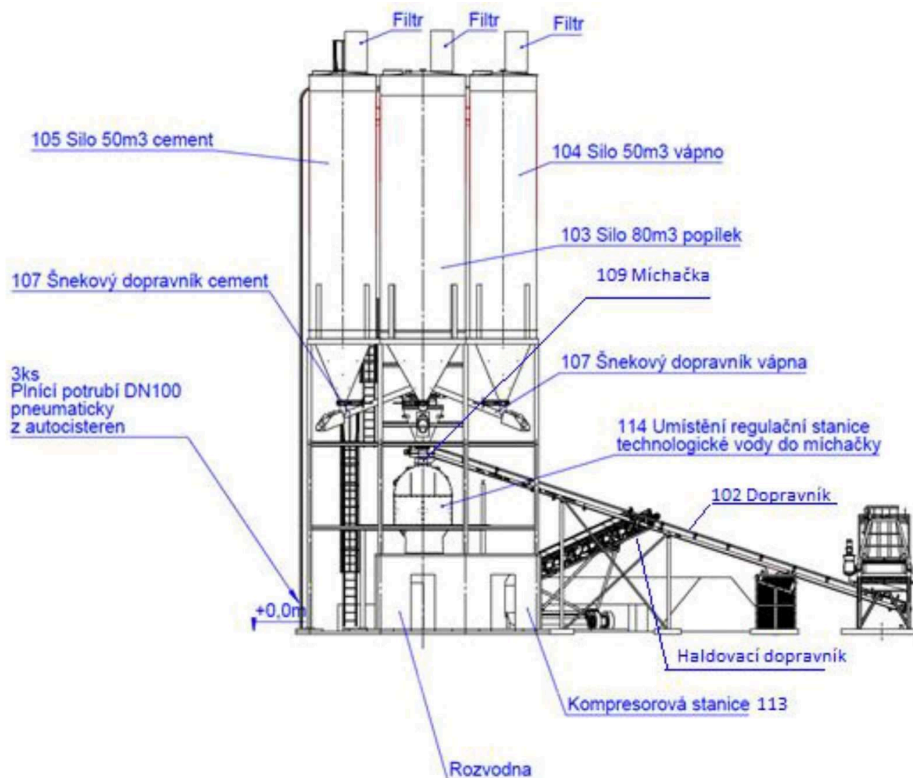 Filtr
Filtr
Filtr
105 Silo 50m3 cement
104 Silo 50m3 vápno
103 Silo 80m3 popílek
109 Míchačka
107 Šnekový dopravník cement
107 Šnekový dopravník vápna
3ks
Plnící potrubí DN100
pneumaticky
z autocisteren
114 Umístění regulační stanice
technologické vody do míchačky
102 Dopravník
+0,0m
Haldovací dopravník
Kompresorová stanice 113
Rozvodna